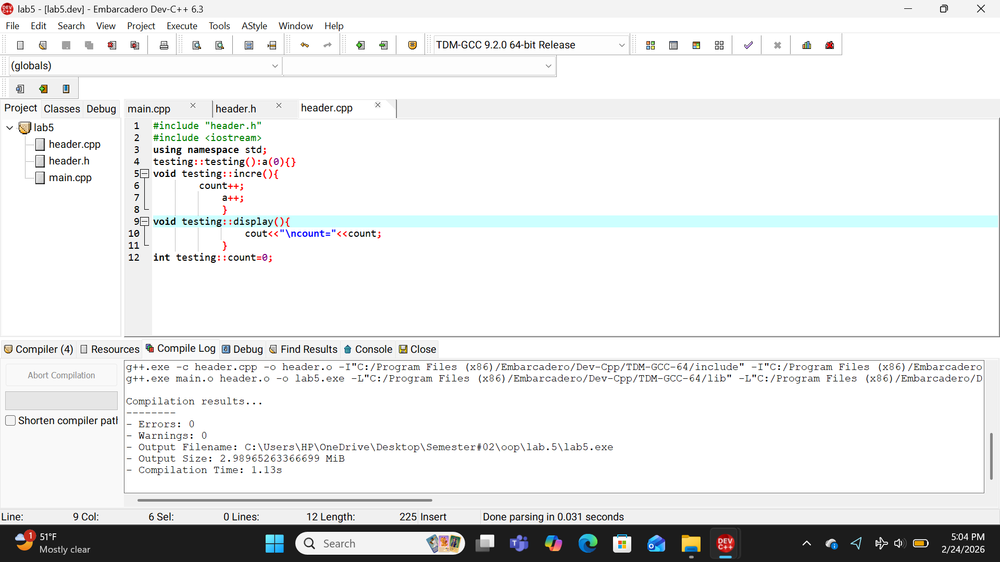 lab5 - [lab5.dev] - Embarcadero Dev-C++ 6.3
File Edit Search View Project Execute Tools AStyle Window Help
TDM-GCC 9.2.0 64-bit Release
(globals)
Project Classes Debug main.cpp header.h header.cpp
lab5
header.cpp
header.h
main.cpp
1 #include "header.h"
2 #include <iostream>
3 using namespace std;
4 testing::testing():a(0){}
5 void testing::incre(){
6 count++;
7 a++;
8 }
9 void testing::display(){
10 cout<<"\ncount="<<count;
11 }
12 int testing::count=0;
Compiler (4) Resources Compile Log Debug Find Results Console Close
Abort Compilation
Shorten compiler path
g++.exe -c header.cpp -o header.o -I"C:/Program Files (x86)/Embarcadero/Dev-Cpp/TDM-GCC-64/include" -I"C:/Program Files (x86)/Embarcadero
g++.exe main.o header.o -o lab5.exe -L"C:/Program Files (x86)/Embarcadero/Dev-Cpp/TDM-GCC-64/lib" -L"C:/Program Files (x86)/Embarcadero/D
Compilation results...
--------
- Errors: 0
- Warnings: 0
- Output Filename: C:\Users\HP\OneDrive\Desktop\Semester#02\oop\lab.5\lab5.exe
- Output Size: 2.98965263366699 MiB
- Compilation Time: 1.13s
Line: 9 Col: 6 Sel: 0 Lines: 12 Length: 225 Insert Done parsing in 0.031 seconds
1
51°F
Mostly clear
Search
DEV C++
5:04 PM
2/24/2026